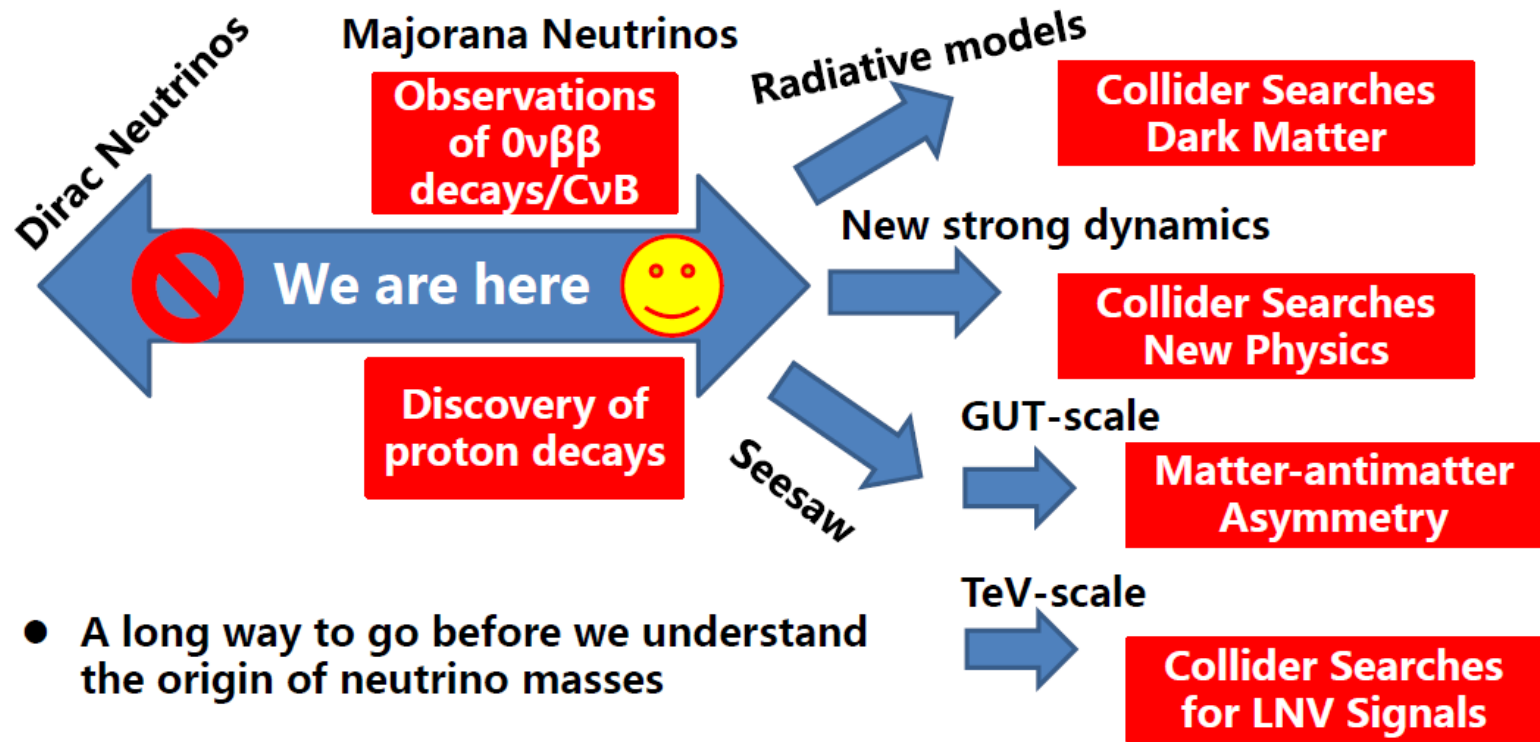 Dirac Neutrinos
Majorana Neutrinos
Observations
of 0νββ
decays/CνB
We are here
Discovery of
proton decays
Radiative models
Collider Searches
Dark Matter
New strong dynamics
Collider Searches
New Physics
Seesaw
GUT-scale
Matter-antimatter
Asymmetry
TeV-scale
Collider Searches
for LNV Signals
● A long way to go before we understand
the origin of neutrino masses